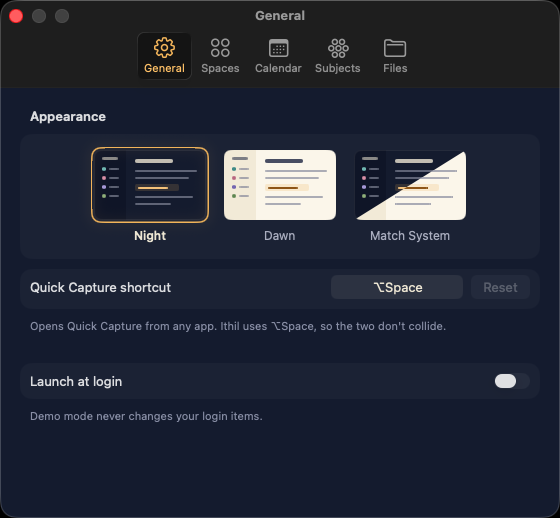 General
General
Spaces
Calendar
Subjects
Files
Appearance
Night
Dawn
Match System
Quick Capture shortcut
⌥Space
Reset
Opens Quick Capture from any app. Ithil uses ⌥Space, so the two don't collide.
Launch at login
Demo mode never changes your login items.